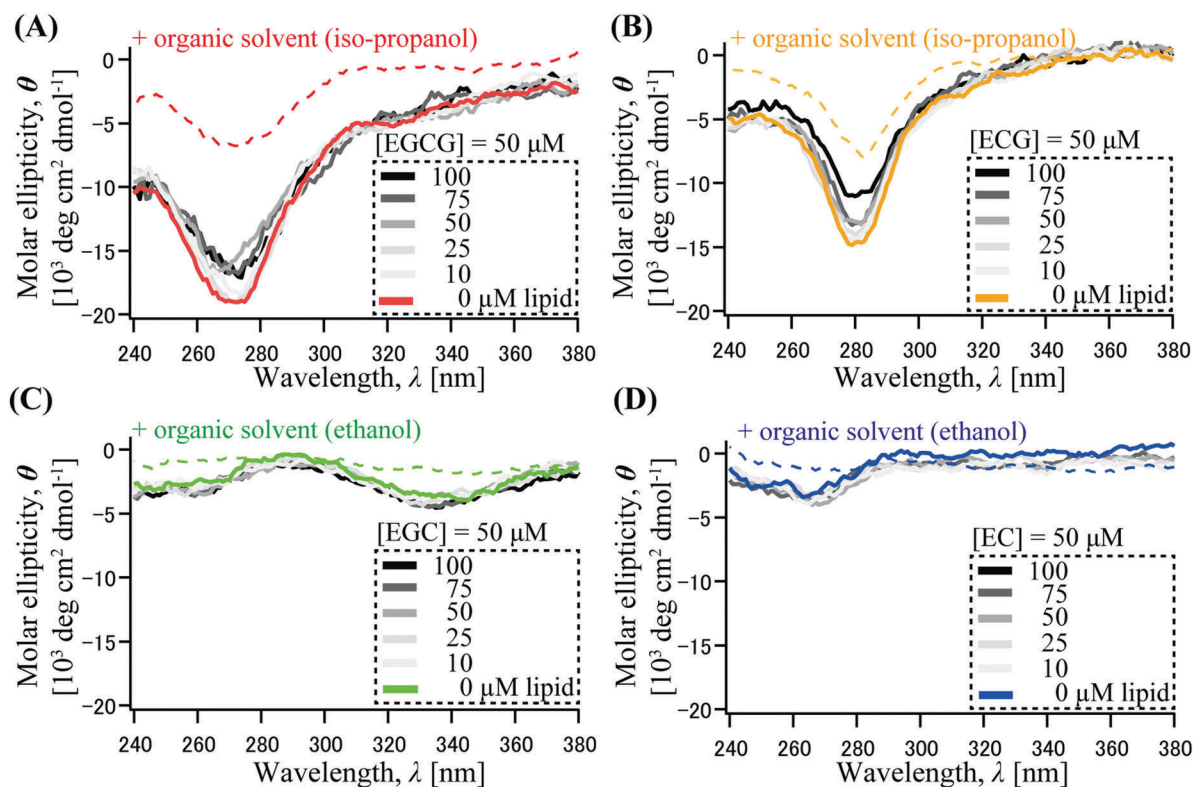 (A)
+ organic solvent (iso-propanol)
Molar ellipticity, θ
[10³ deg cm² dmol⁻¹]
0
−5
−10
−15
−20
[EGCG] = 50 μM
100
75
50
25
10
0 μM lipid
240 260 280 300 320 340 360 380
Wavelength, λ [nm]
(B)
+ organic solvent (iso-propanol)
Molar ellipticity, θ
[10³ deg cm² dmol⁻¹]
0
−5
−10
−15
−20
[ECG] = 50 μM
100
75
50
25
10
0 μM lipid
240 260 280 300 320 340 360 380
Wavelength, λ [nm]
(C)
+ organic solvent (ethanol)
Molar ellipticity, θ
[10³ deg cm² dmol⁻¹]
0
−5
−10
−15
−20
[EGC] = 50 μM
100
75
50
25
10
0 μM lipid
240 260 280 300 320 340 360 380
Wavelength, λ [nm]
(D)
+ organic solvent (ethanol)
Molar ellipticity, θ
[10³ deg cm² dmol⁻¹]
0
−5
−10
−15
−20
[EC] = 50 μM
100
75
50
25
10
0 μM lipid
240 260 280 300 320 340 360 380
Wavelength, λ [nm]